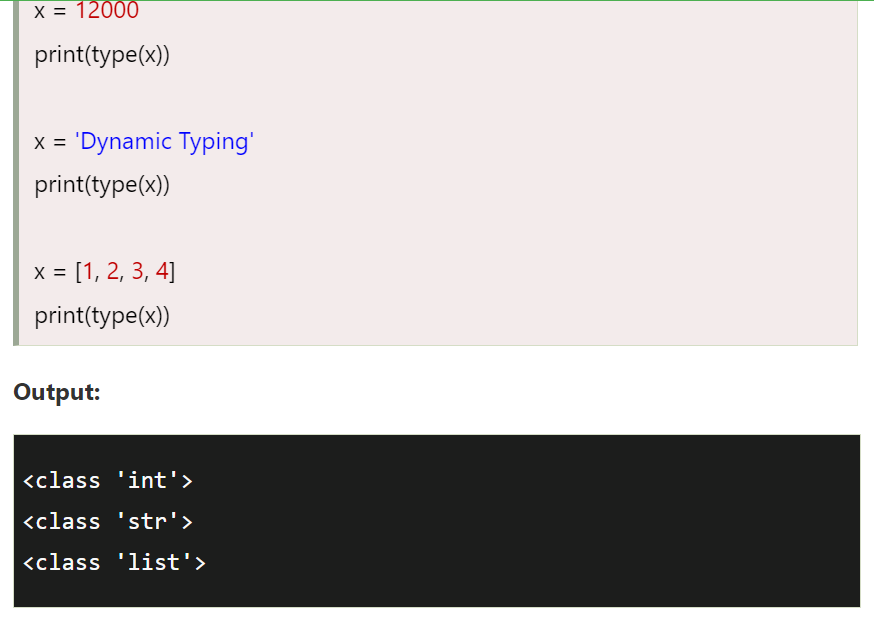 x = 12000
print(type(x))
x = 'Dynamic Typing'
print(type(x))
x = [1, 2, 3, 4]
print(type(x))
Output:
<class 'int'>
<class 'str'>
<class 'list'>